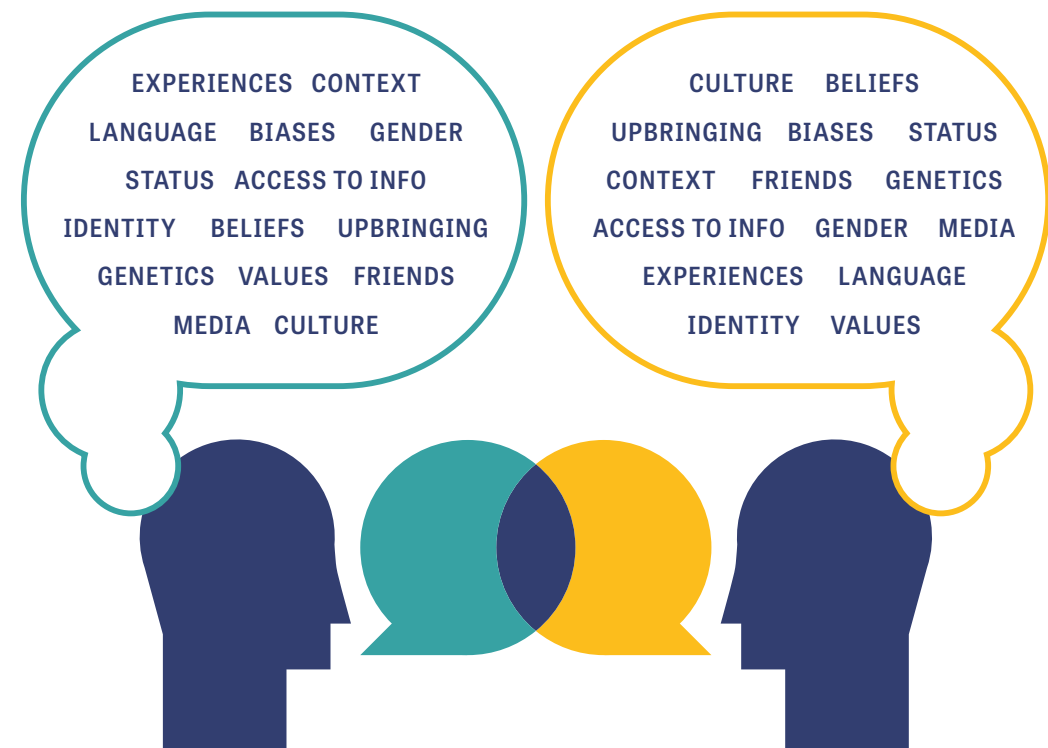 EXPERIENCES CONTEXT
LANGUAGE BIASES GENDER
STATUS ACCESS TO INFO
IDENTITY BELIEFS UPBRINGING
GENETICS VALUES FRIENDS
MEDIA CULTURE
CULTURE BELIEFS
UPBRINGING BIASES STATUS
CONTEXT FRIENDS GENETICS
ACCESS TO INFO GENDER MEDIA
EXPERIENCES LANGUAGE
IDENTITY VALUES